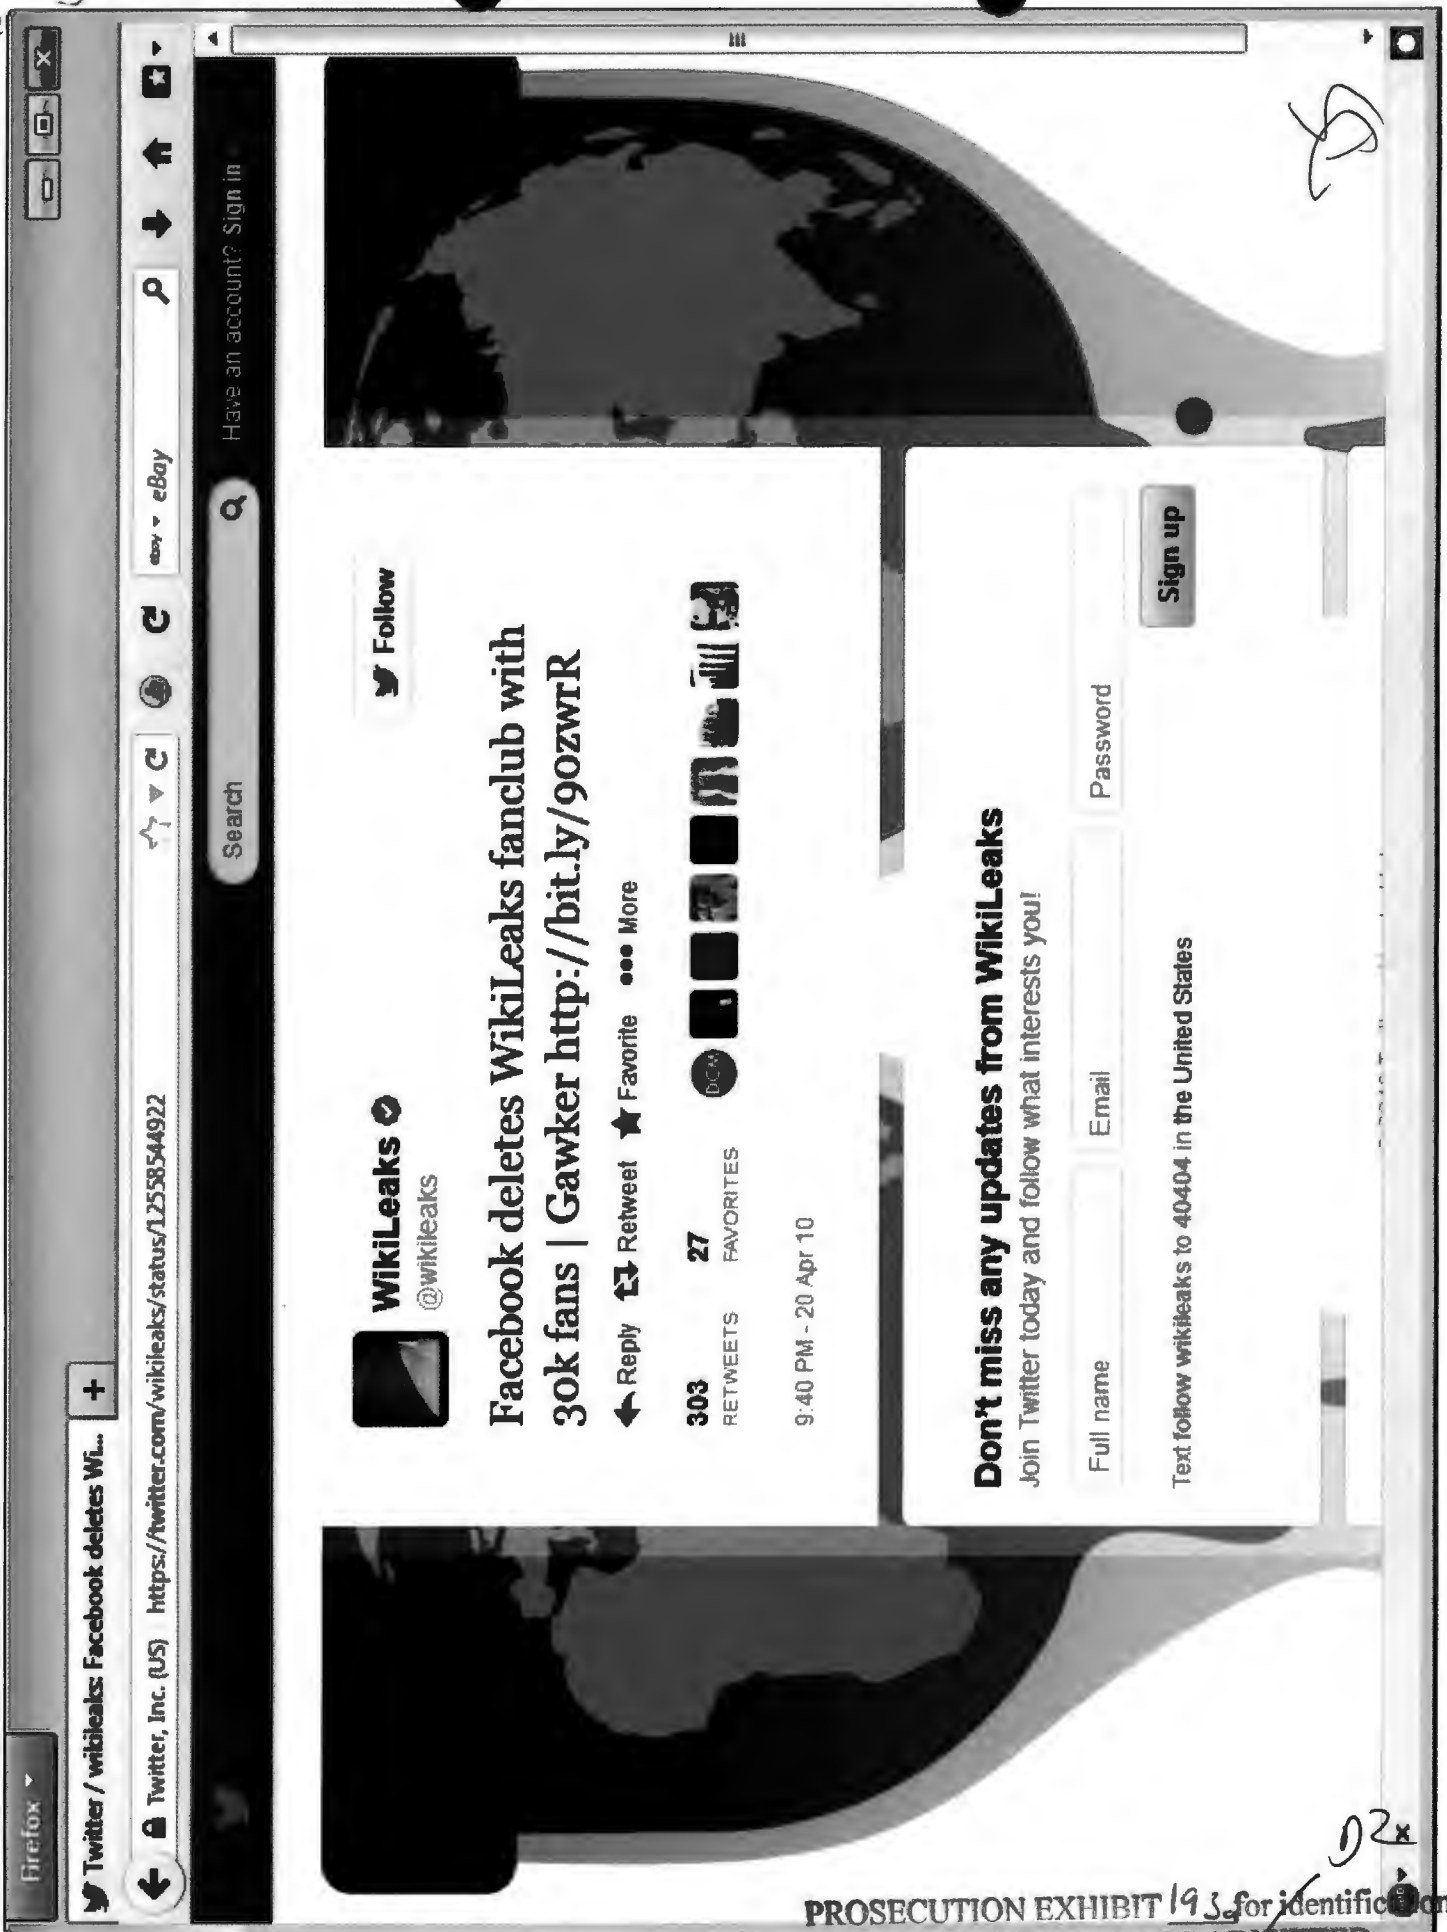 Firefox
Twitter / wikileaks: Facebook deletes Wi...
Twitter, Inc. (US) https://twitter.com/wikileaks/status/12558544922
eBay
Search
Have an account? Sign in
WikiLeaks
@wikileaks
Follow
Facebook deletes WikiLeaks fanclub with
30k fans | Gawker http://bit.ly/9ozwrR
Reply Retweet Favorite More
303 27
RETWEETS FAVORITES
9:40 PM - 20 Apr 10
Don't miss any updates from WikiLeaks
Join Twitter today and follow what interests you!
Full name
Email
Password
Sign up
Text follow wikileaks to 40404 in the United States
PROSECUTION EXHIBIT for identification